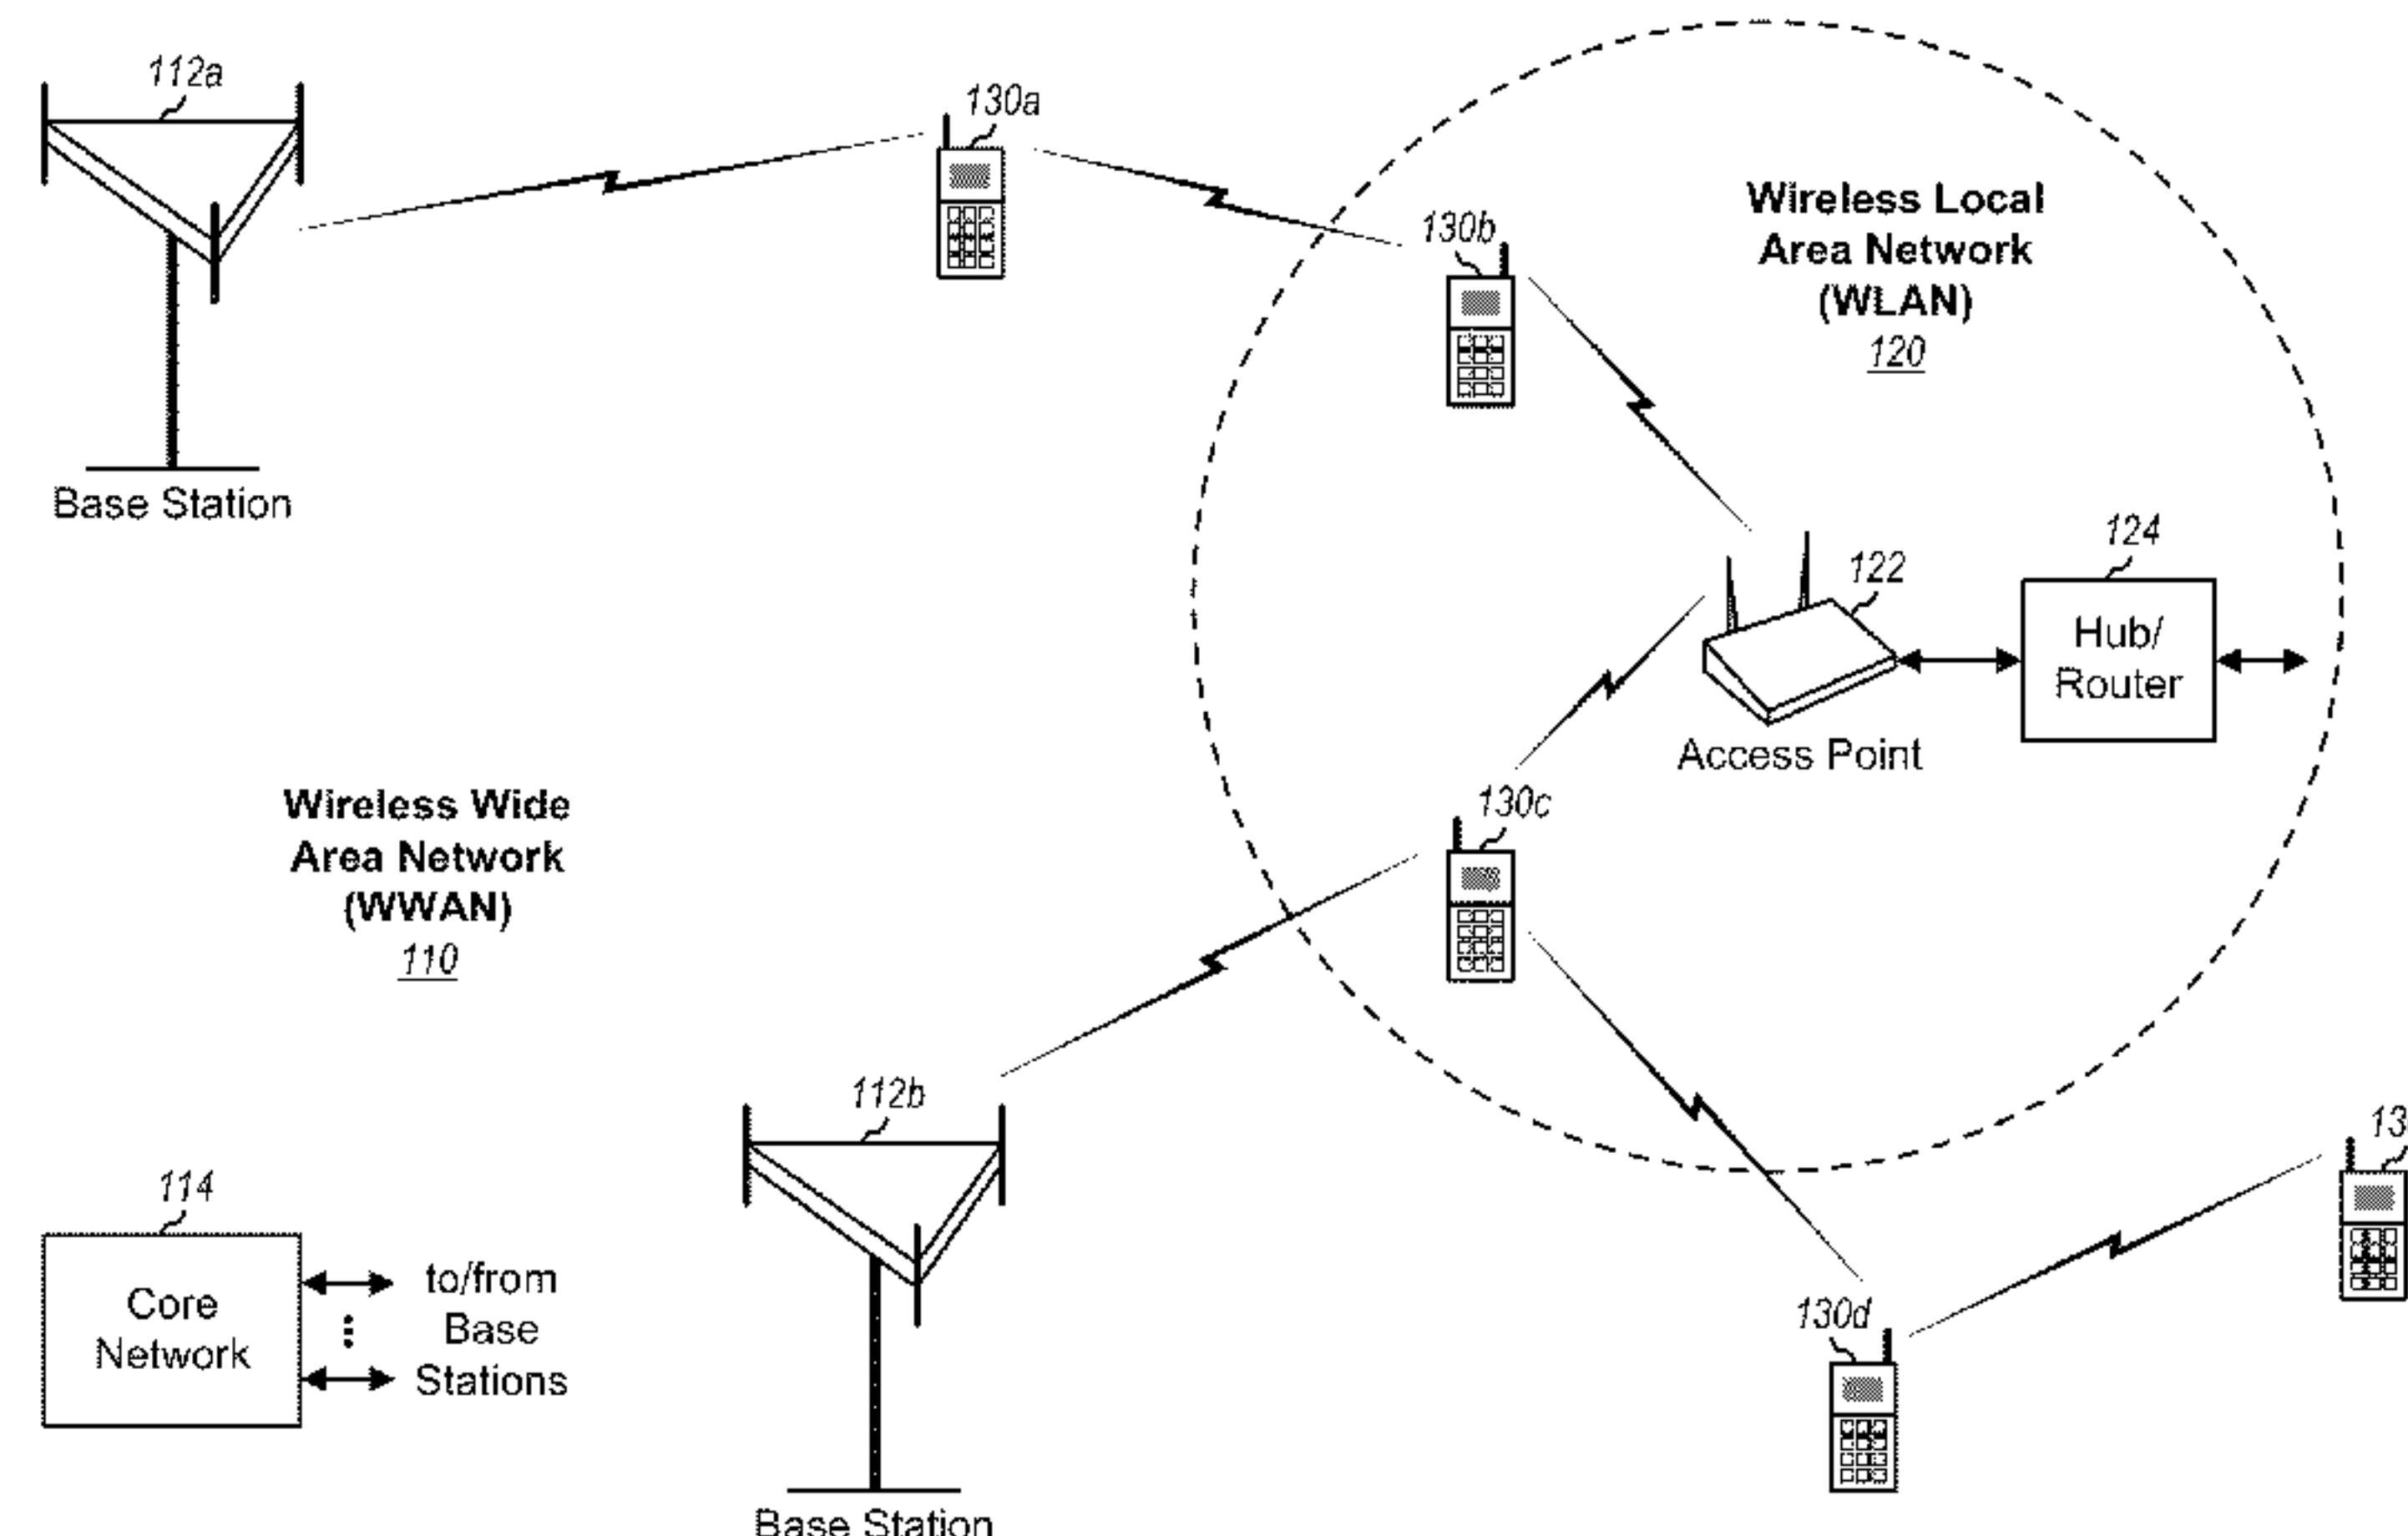 112a
130a
130b
Wireless Local
Area Network
(WLAN)
120
Base Station
124
122
Hub/
Router
Access Point
Wireless Wide
Area Network
(WWAN)
110
130c
112b
114
Core
Network
to/from
Base
Stations
130d
Base Station